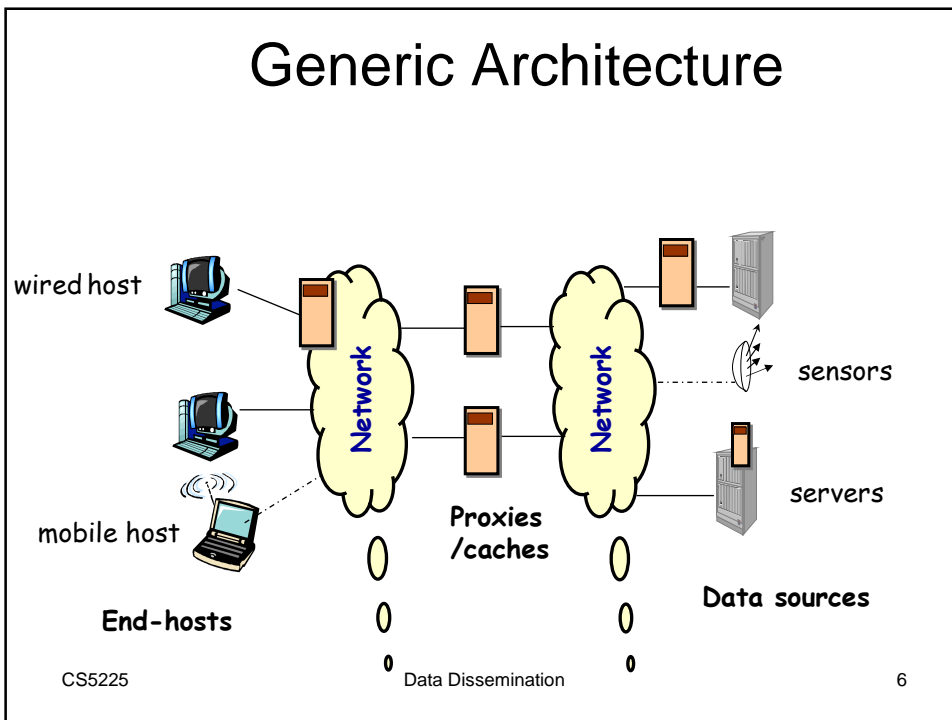 Generic Architecture
wired host
Network
Network
sensors
servers
mobile host
Proxies
/caches
Data sources
End-hosts
CS5225
Data Dissemination
6